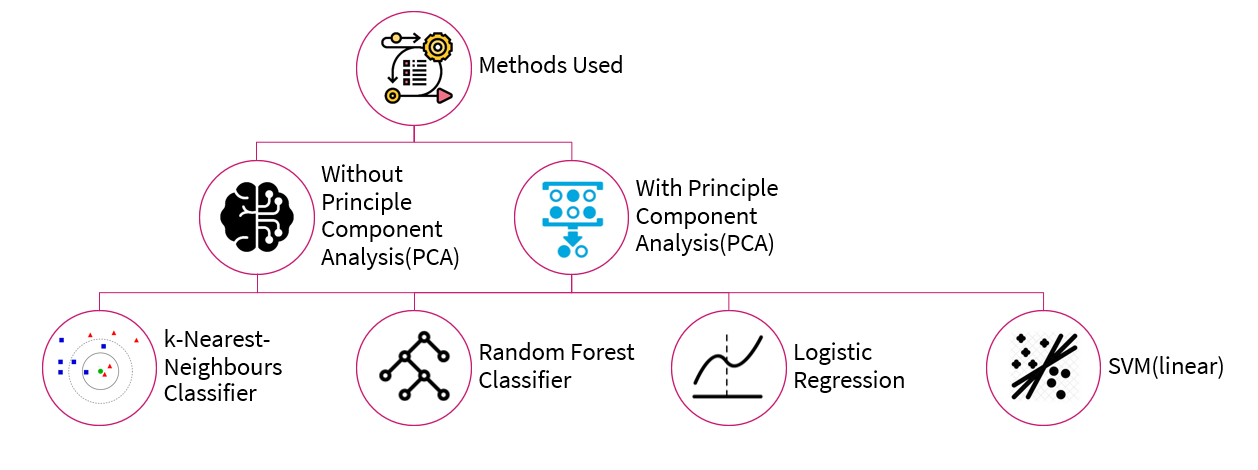 Methods Used
Without
Principle
Component
Analysis(PCA)
With Principle
Component
Analysis(PCA)
k-Nearest-
Neighbours
Classifier
Random Forest
Classifier
Logistic
Regression
SVM(linear)